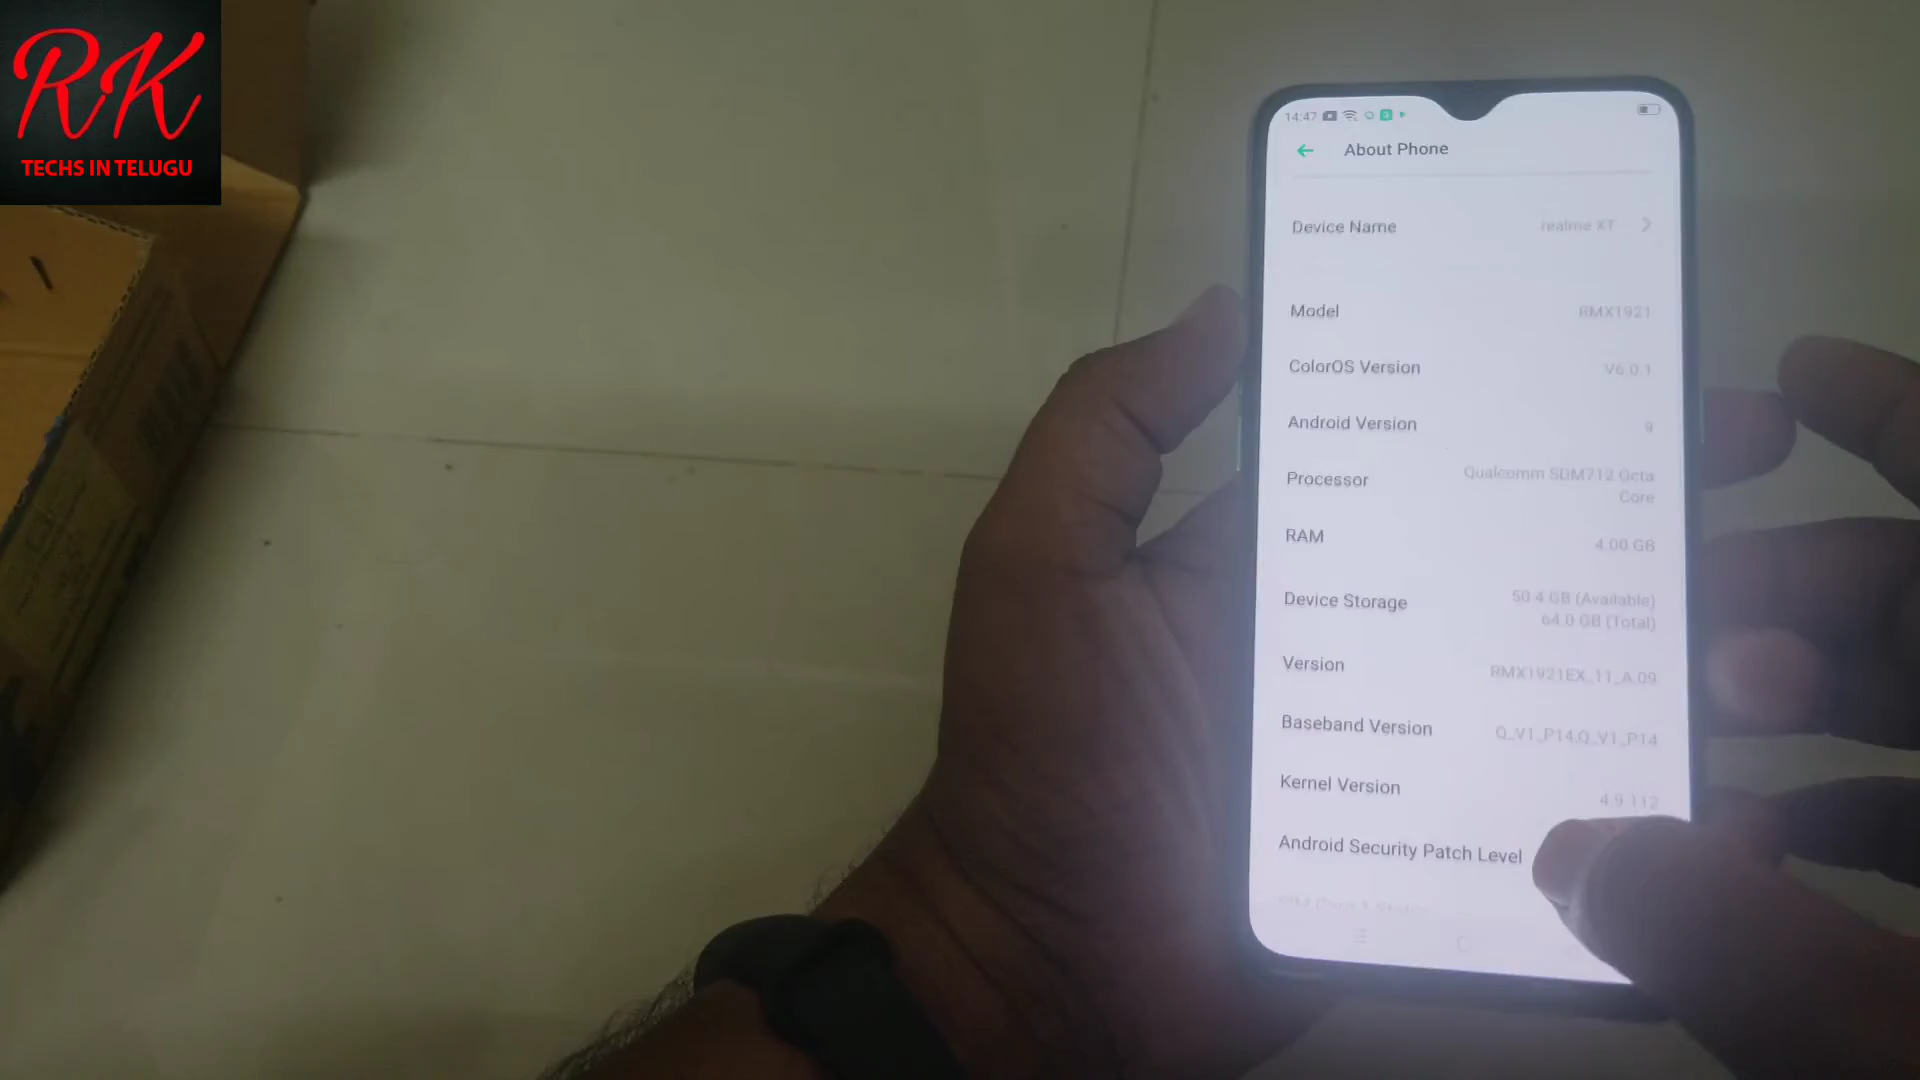 RK
TECHS IN TELUGU
14:47
About Phone
Device Name realme XT
Model RMX1921
ColorOS Version V6.0.1
Android Version 9
Processor Qualcomm SDM712 Octa
Core
RAM 4.00 GB
Device Storage 50.4 GB (Available)
64.0 GB (Total)
Version RMX1921EX_11_A.09
Baseband Version Q_V1_P14,Q_V1_P14
Kernel Version 4.9.112
Android Security Patch Level